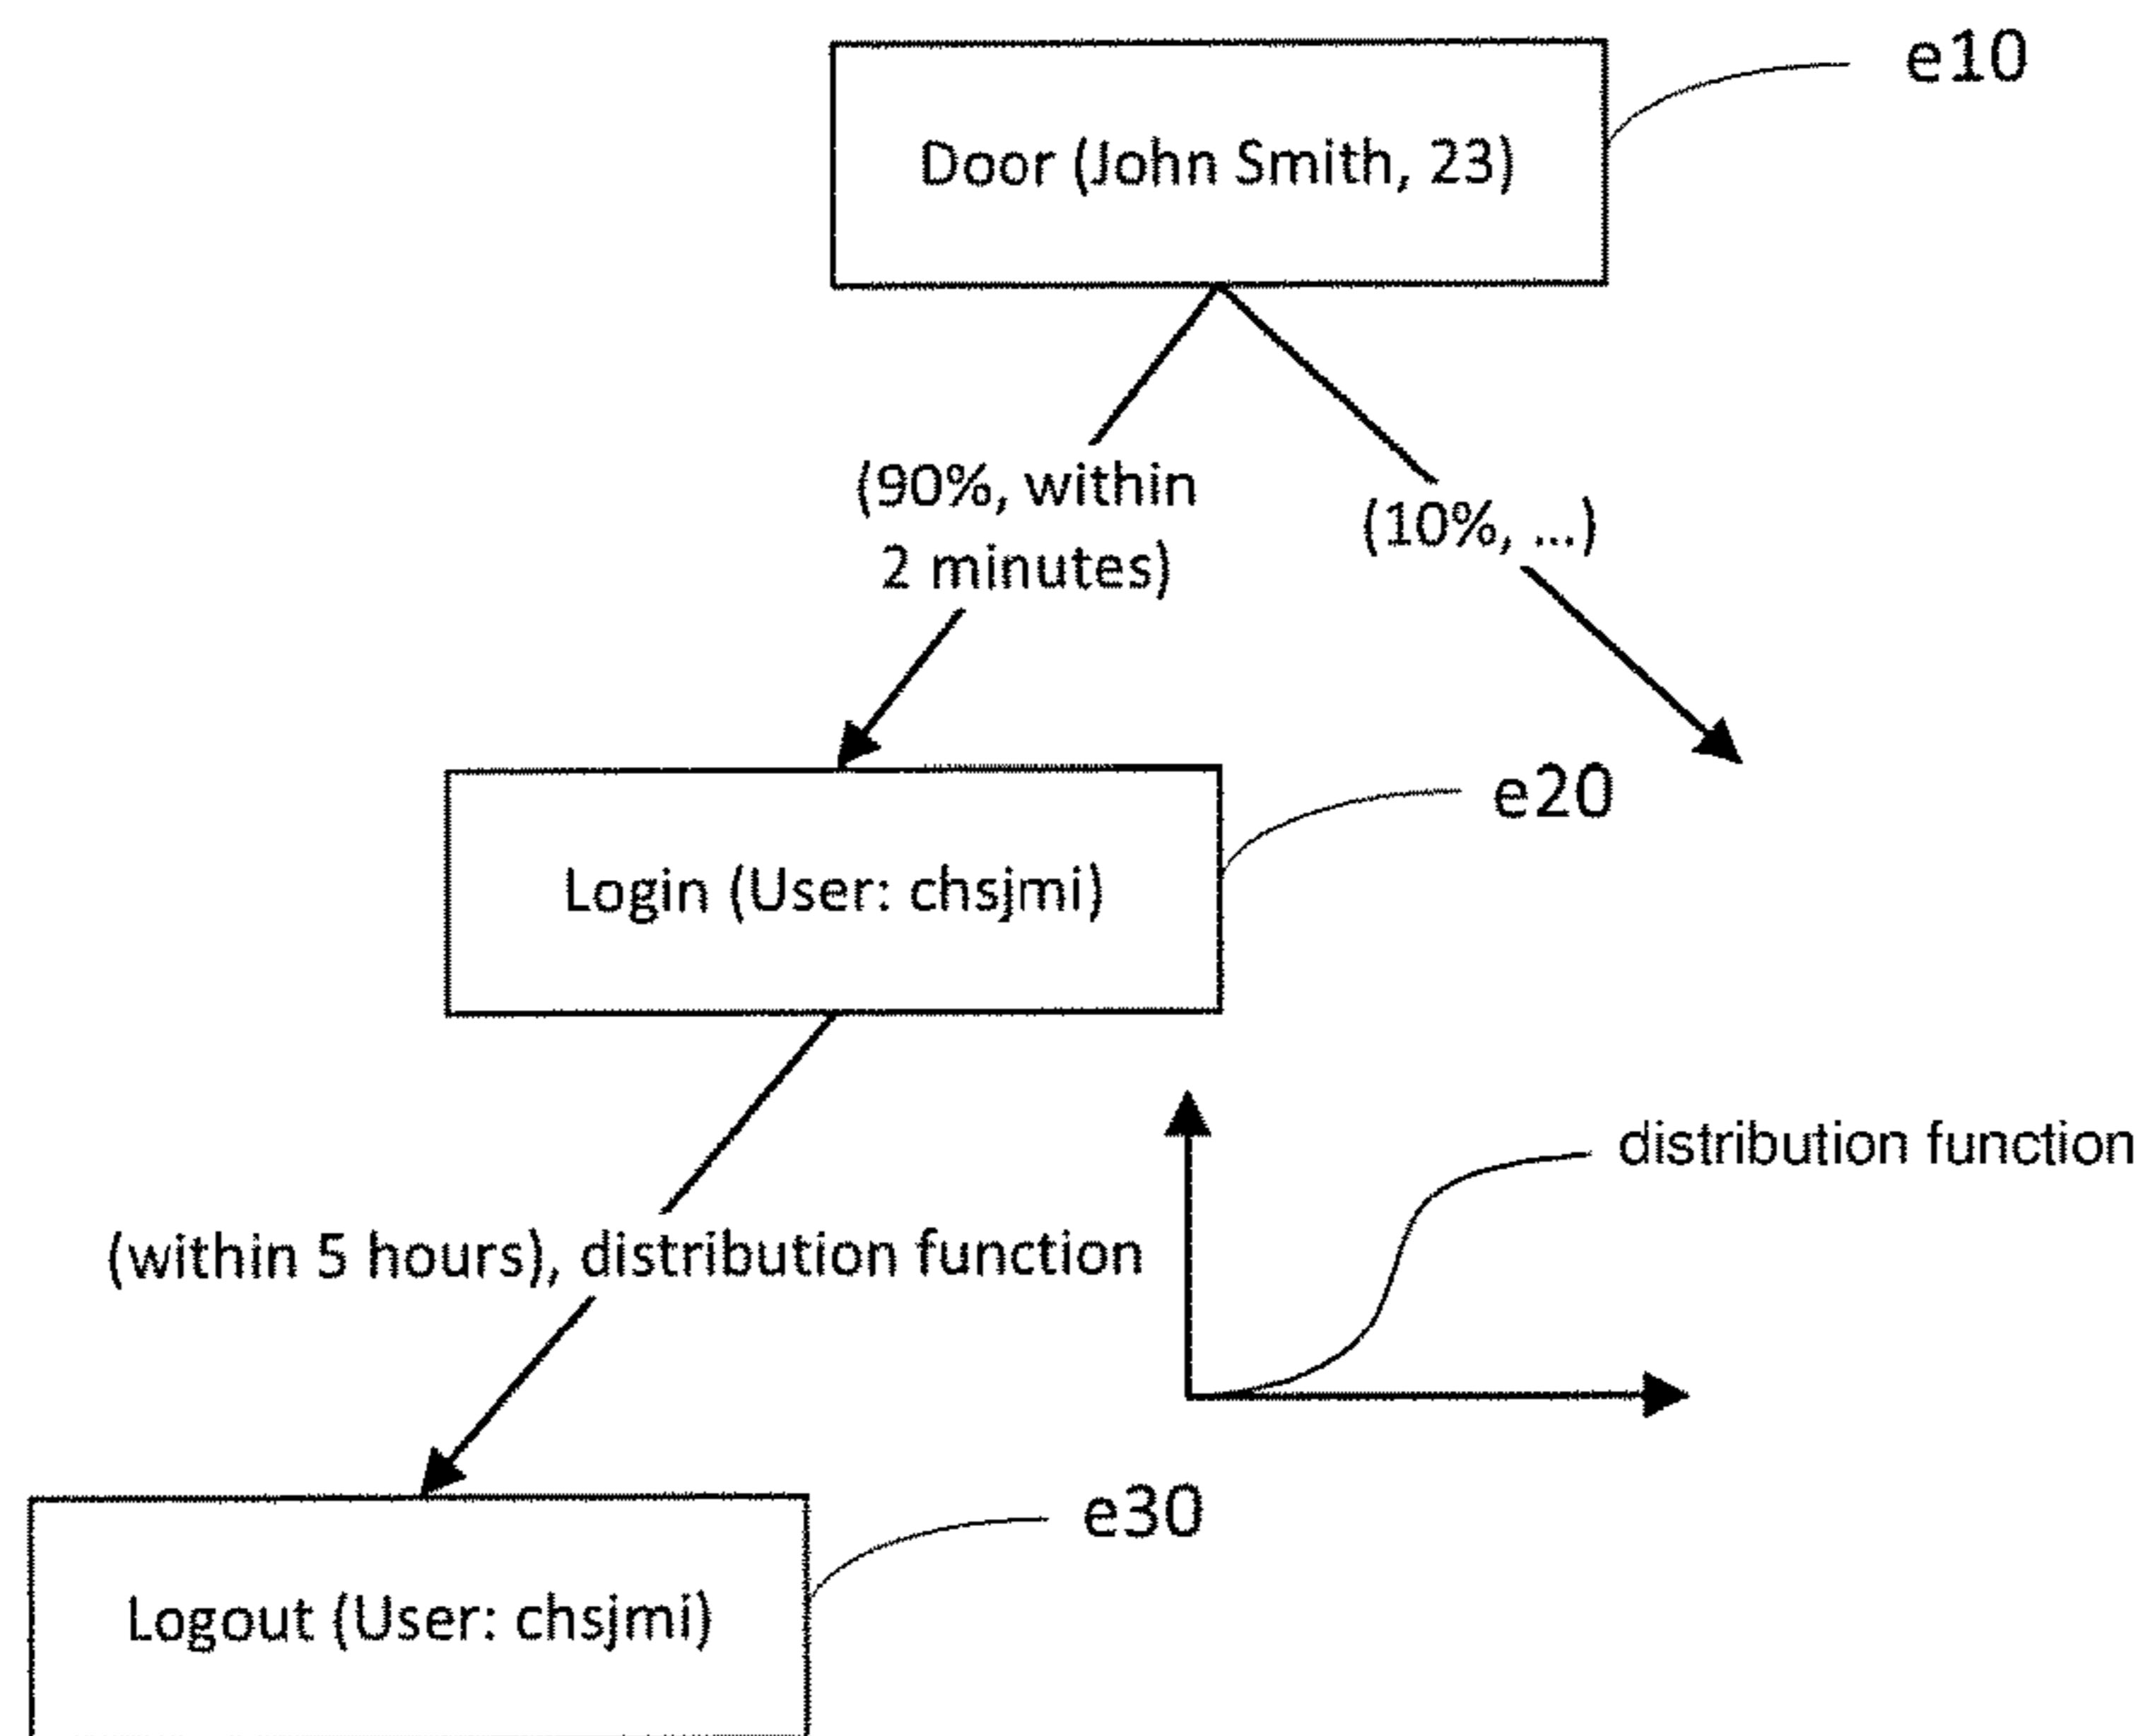 e10
Door (John Smith, 23)
(90%, within
2 minutes)
(10%, ...)
e20
Login (User: chsjmi)
distribution function
(within 5 hours), distribution function
e30
Logout (User: chsjmi)